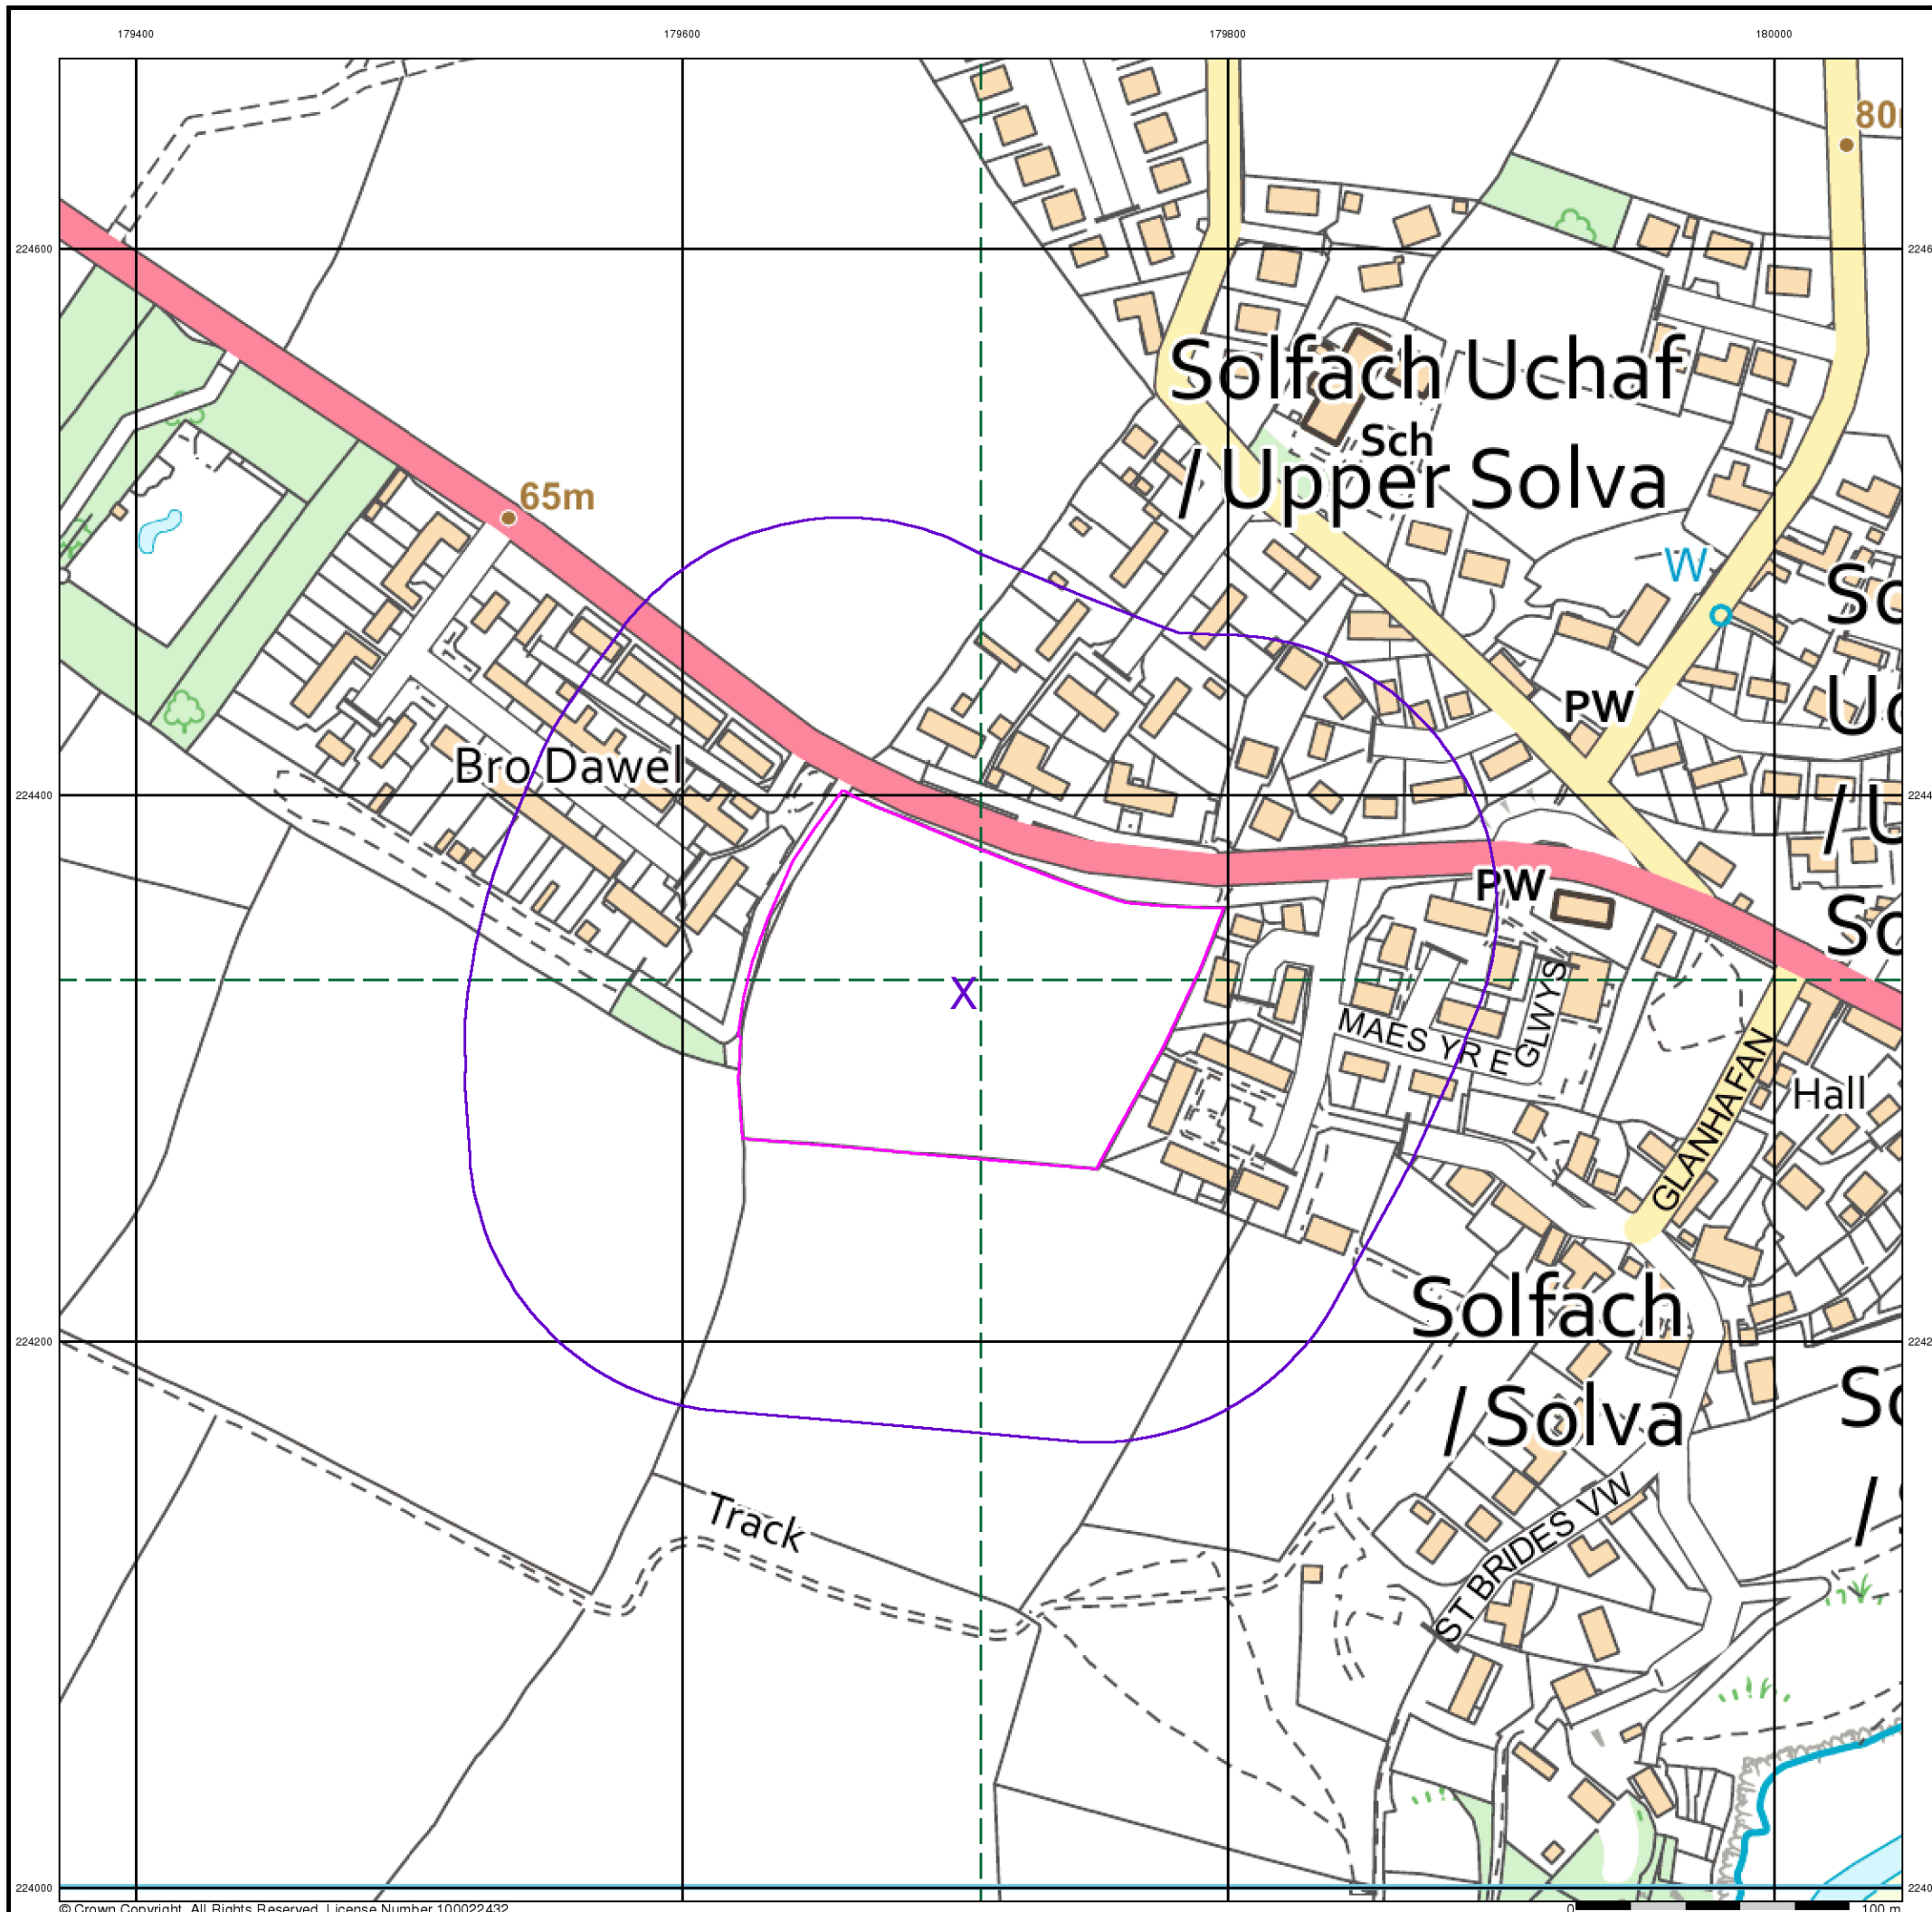 179400 179600 179800 180000
80
224600
Solfach Uchaf
Sch
/ Upper Solva
65m
W
PW
Bro Dawel
224400
PW
X
MAES YR EGLWYS
GLANHAFAN
Hall
Solfach
224200
/ Solva
Track
ST BRIDES VW
224000
© Crown Copyright. All Rights Reserved. License Number 100022432
0 100 m